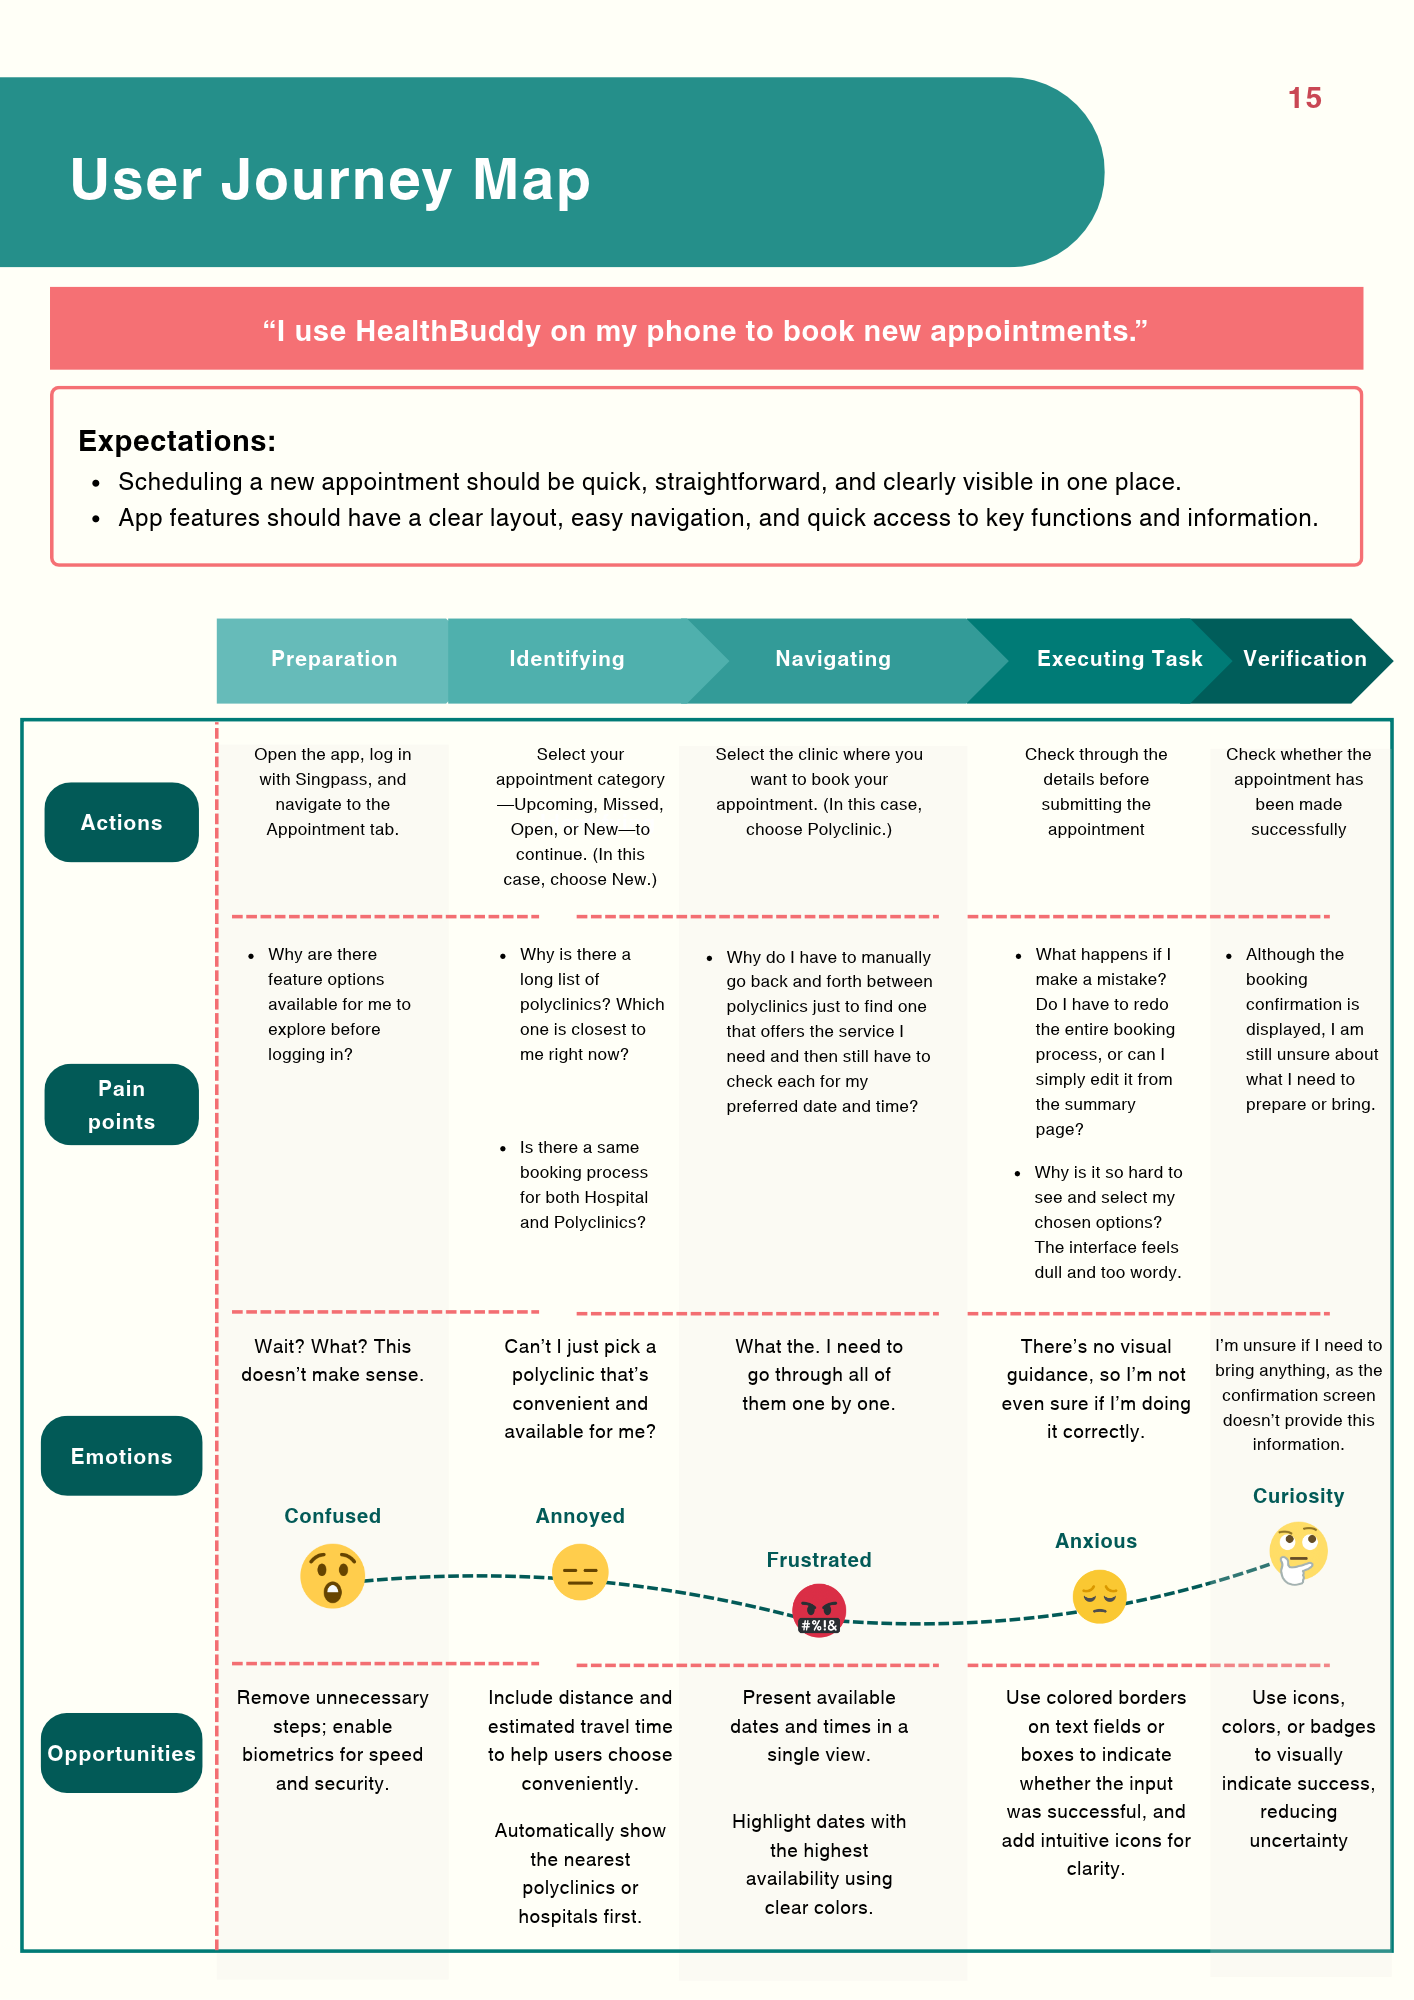 15
User Journey Map
“I use HealthBuddy on my phone to book new appointments.”
Expectations:
• Scheduling a new appointment should be quick, straightforward, and clearly visible in one place.
• App features should have a clear layout, easy navigation, and quick access to key functions and information.
Preparation
Identifying
Navigating
Executing Task
Verification
Actions
Open the app, log in
with Singpass, and
navigate to the
Appointment tab.
Select your
appointment category
—Upcoming, Missed,
Open, or New—to
continue. (In this
case, choose New.)
Select the clinic where you
want to book your
appointment. (In this case,
choose Polyclinic.)
Check through the
details before
submitting the
appointment
Check whether the
appointment has
been made
successfully
Pain
points
• Why are there
feature options
available for me to
explore before
logging in?
• Why is there a
long list of
polyclinics? Which
one is closest to
me right now?
• Is there a same
booking process
for both Hospital
and Polyclinics?
• Why do I have to manually
go back and forth between
polyclinics just to find one
that offers the service I
need and then still have to
check each for my
preferred date and time?
• What happens if I
make a mistake?
Do I have to redo
the entire booking
process, or can I
simply edit it from
the summary
page?
• Why is it so hard to
see and select my
chosen options?
The interface feels
dull and too wordy.
• Although the
booking
confirmation is
displayed, I am
still unsure about
what I need to
prepare or bring.
Emotions
Wait? What? This
doesn’t make sense.
Can’t I just pick a
polyclinic that’s
convenient and
available for me?
What the. I need to
go through all of
them one by one.
There’s no visual
guidance, so I’m not
even sure if I’m doing
it correctly.
I’m unsure if I need to
bring anything, as the
confirmation screen
doesn’t provide this
information.
Confused
Annoyed
Frustrated
#%!&
Anxious
Curiosity
Opportunities
Remove unnecessary
steps; enable
biometrics for speed
and security.
Include distance and
estimated travel time
to help users choose
conveniently.
Automatically show
the nearest
polyclinics or
hospitals first.
Present available
dates and times in a
single view.
Highlight dates with
the highest
availability using
clear colors.
Use colored borders
on text fields or
boxes to indicate
whether the input
was successful, and
add intuitive icons for
clarity.
Use icons,
colors, or badges
to visually
indicate success,
reducing
uncertainty